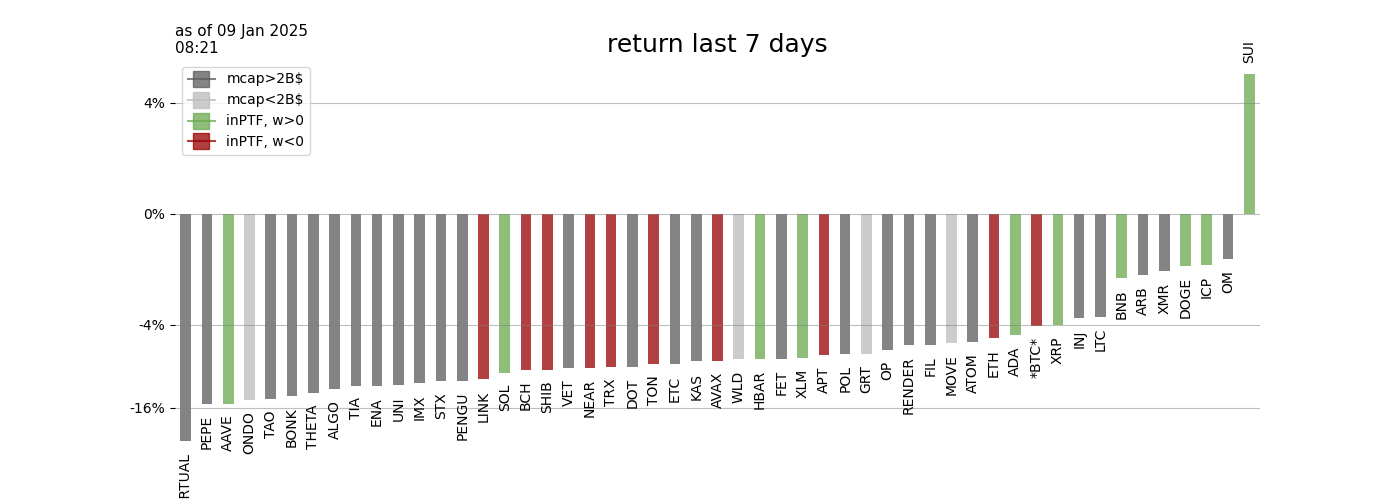 as of 09 Jan 2025
08:21
return last 7 days
mcap>2B$
mcap<2B$
inPTF, w>0
inPTF, w<0
4%
0%
-4%
-16%
RTUAL
PEPE
AAVE
ONDO
TAO
BONK
THETA
ALGO
TIA
ENA
UNI
IMX
STX
PENGU
LINK
SOL
BCH
SHIB
VET
NEAR
TRX
DOT
TON
ETC
KAS
AVAX
WLD
HBAR
FET
XLM
APT
POL
GRT
OP
RENDER
FIL
MOVE
ATOM
ETH
ADA
*BTC*
XRP
INJ
LTC
BNB
ARB
XMR
DOGE
ICP
OM
SUI